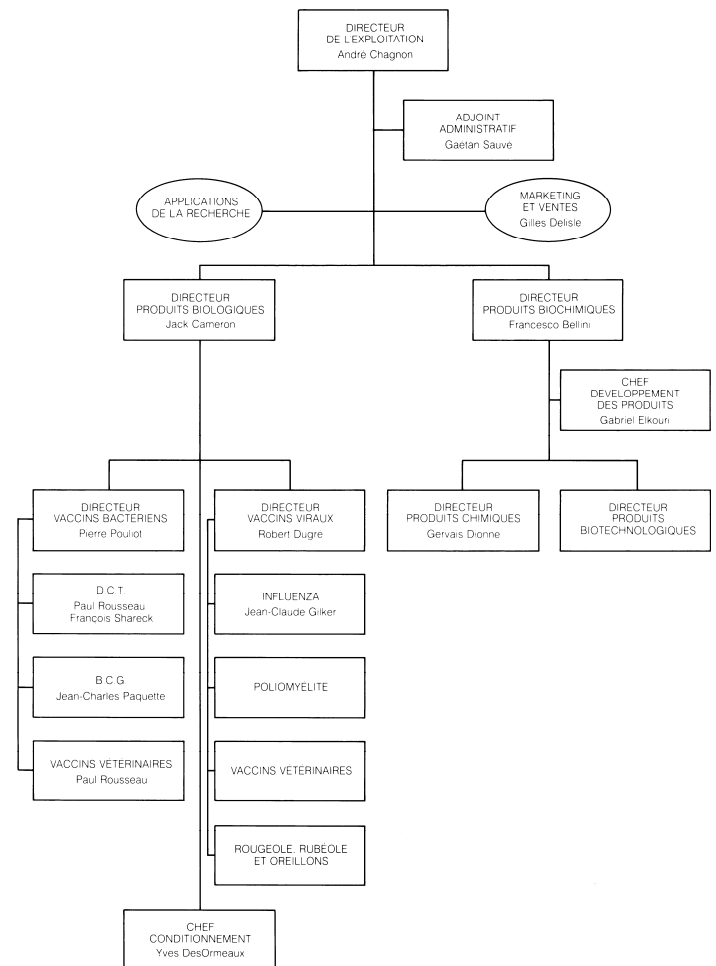 DIRECTEUR
DE L'EXPLOITATION
André Chagnon
ADJOINT
ADMINISTRATIF
Gaetan Sauvé
APPLICATIONS
DE LA RECHERCHE
MARKETING
ET VENTES
Gilles Delisle
DIRECTEUR
PRODUITS BIOLOGIQUES
Jack Cameron
DIRECTEUR
PRODUITS BIOCHIMIQUES
Francesco Bellini
CHEF
DEVELOPPEMENT
DES PRODUITS
Gabriel Elkouri
DIRECTEUR
VACCINS BACTERIENS
Pierre Pouliot
DIRECTEUR
VACCINS VIRAUX
Robert Dugre
DIRECTEUR
PRODUITS CHIMIQUES
Gervais Dionne
DIRECTEUR
PRODUITS
BIOTECHNOLOGIQUES
D.C.T.
Paul Rousseau
François Shareck
INFLUENZA
Jean-Claude Gilker
B.C.G.
Jean-Charles Paquette
POLIOMYELITE
VACCINS VETERINAIRES
Paul Rousseau
VACCINS VETERINAIRES
ROUGEOLE, RUBEOLE
ET OREILLONS
CHEF
CONDITIONNEMENT
Yves DesOrmeaux